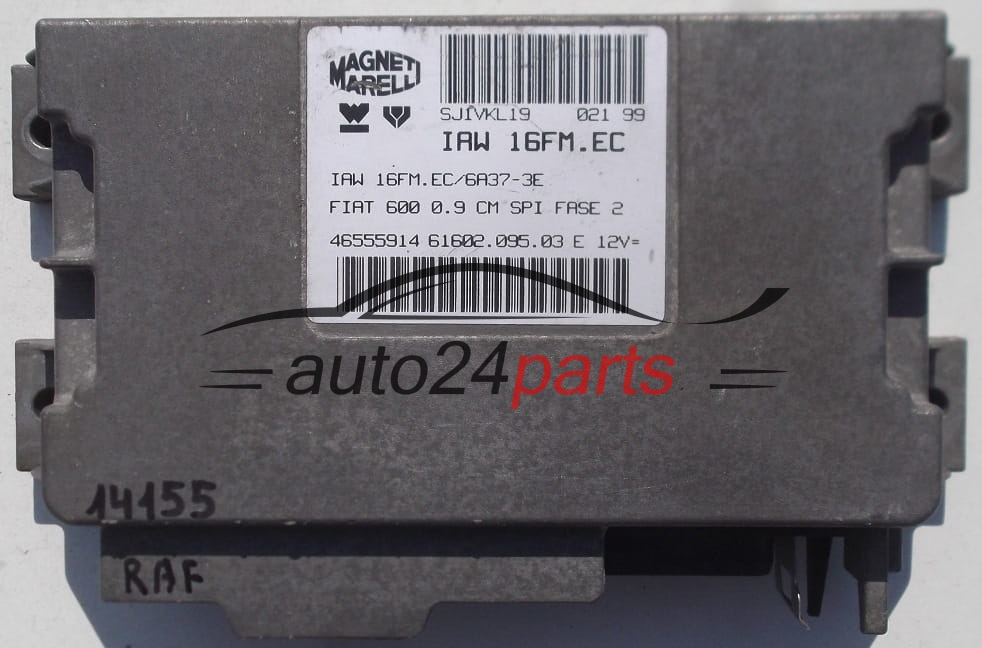 MAGNETI
MARELLI
SJ1VKL19 021 99
IAW 16FM.EC
IAW 16FM.EC/6A37-3E
FIAT 600 0.9 CM SPI FASE 2
46555914 61602.095.03 E 12V=
auto24parts
14155
RAF